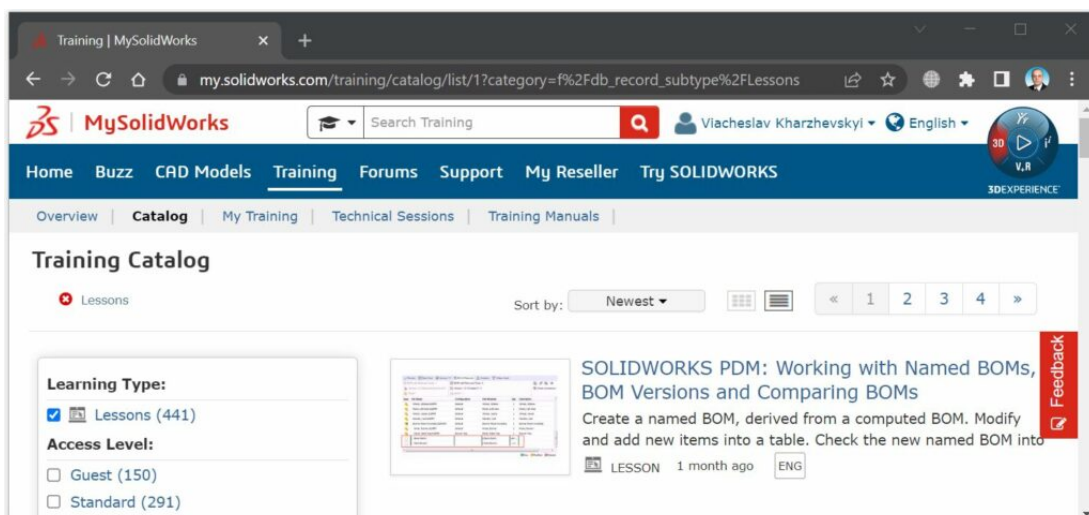 Training | MySolidWorks
my.solidworks.com/training/catalog/list/1?category=f%2Fdb_record_subtype%2FLessons
MySolidWorks
Search Training
Viacheslav Kharzhevskyi
English
3D
V,R
3DEXPERIENCE
Home Buzz CAD Models Training Forums Support My Reseller Try SOLIDWORKS
Overview | Catalog | My Training | Technical Sessions | Training Manuals |
Training Catalog
Lessons
Sort by: Newest
« 1 2 3 4 »
Feedback
Learning Type:
Lessons (441)
Access Level:
Guest (150)
Standard (291)
SOLIDWORKS PDM: Working with Named BOMs,
BOM Versions and Comparing BOMs
Create a named BOM, derived from a computed BOM. Modify
and add new items into a table. Check the new named BOM into
LESSON 1 month ago ENG